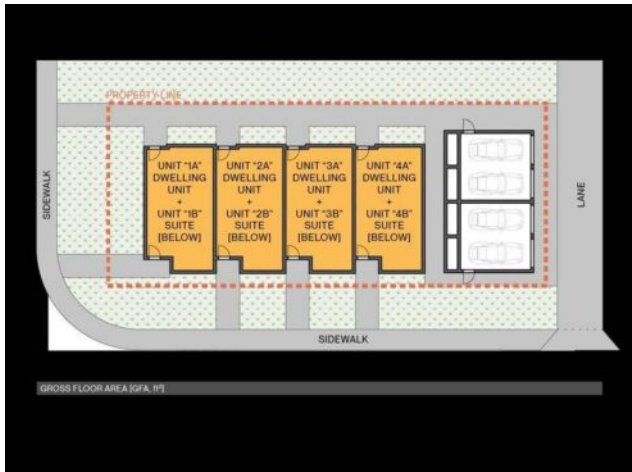 PROPERTY LINE
SIDEWALK
UNIT "1A"
DWELLING
UNIT
+
UNIT "1B"
SUITE
[BELOW]
UNIT "2A"
DWELLING
UNIT
+
UNIT "2B"
SUITE
[BELOW]
UNIT "3A"
DWELLING
UNIT
+
UNIT "3B"
SUITE
[BELOW]
UNIT "4A"
DWELLING
UNIT
+
UNIT "4B"
SUITE
[BELOW]
LANE
SIDEWALK
GROSS FLOOR AREA [GFA, ft²]